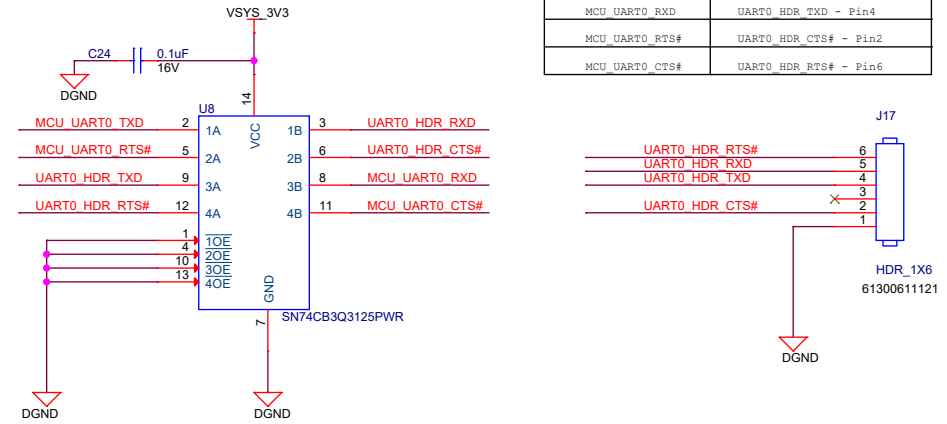 VSYS_3V3
C24 0.1uF
16V
DGND
14
U8
VCC
MCU_UART0_TXD 2 1A 1B 3 UART0_HDR_RXD
MCU_UART0_RTS# 5 2A 2B 6 UART0_HDR_CTS#
UART0_HDR_TXD 9 3A 3B 8 MCU_UART0_RXD
UART0_HDR_RTS# 12 4A 4B 11 MCU_UART0_CTS#
1 1OE
4 2OE
10 3OE
13 4OE
GND
7
SN74CB3Q3125PWR
DGND
DGND
MCU_UART0_RXD UART0_HDR_TXD - Pin4
MCU_UART0_RTS# UART0_HDR_CTS# - Pin2
MCU_UART0_CTS# UART0_HDR_RTS# - Pin6
J17
UART0_HDR_RTS# 6
UART0_HDR_RXD 5
UART0_HDR_TXD 4
3
UART0_HDR_CTS# 2
1
HDR_1X6
61300611121
DGND